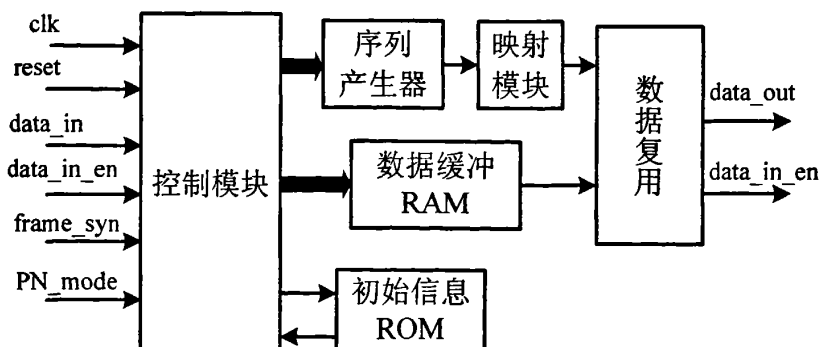 clk
reset
data_in
data_in_en
frame_syn
PN_mode
控制模块
序列
产生器
映射
模块
数据缓冲
RAM
初始信息
ROM
数据复用
data_out
data_in_en